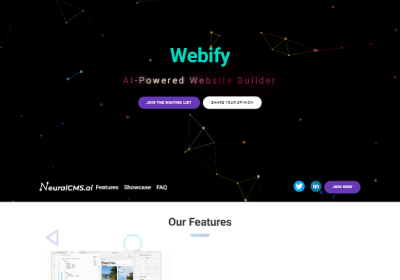 Webify
AI-Powered Website Builder
JOIN THE WAITING LIST
SHARE YOUR OPINION
NeuralCMS.ai Features Showcase FAQ
JOIN NOW
Our Features